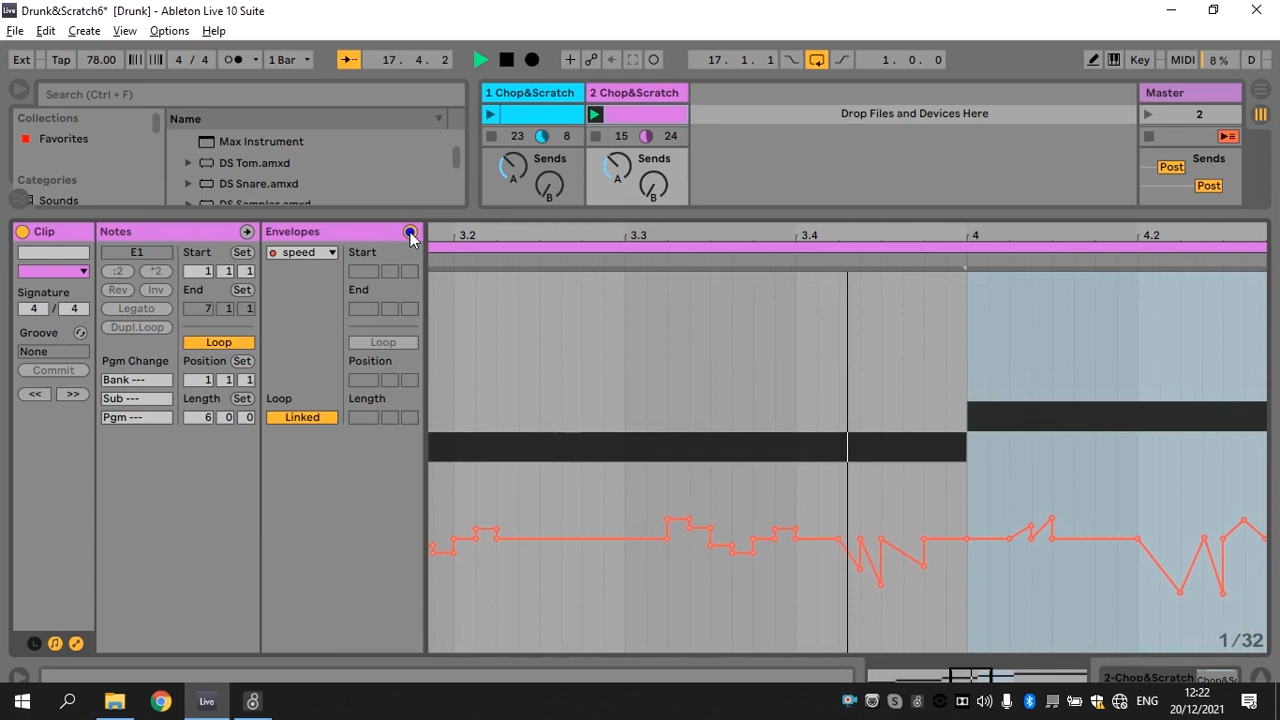 Live Drunk&Scratch6* [Drunk] - Ableton Live 10 Suite
File Edit Create View Options Help
Ext Tap 78.00 4 / 4 1 Bar 17. 4. 2 17. 1. 1 1. 0. 0 Key MIDI 8 % D
Search (Ctrl + F)
1 Chop&Scratch 2 Chop&Scratch Master
Drop Files and Devices Here 2
Collections Name
Favorites Max Instrument 23 8 15 24
DS Tom.amxd Sends Sends Sends
Post
Categories DS Snare.amxd A B A B Post
Sounds
Clip Notes Envelopes 3.2 3.3 3.4 4 4.2
E1 Start Set speed Start
:2 *2 1 1 1
Signature Rev Inv End Set End
4 / 4 Legato 7 1 1
Groove Dupl.Loop
None Loop Loop
Commit Pgm Change Position Set Position
<< >> Bank --- 1 1 1
Sub --- Length Set Loop Length
Pgm --- 6 0 0 Linked
L 1/32
2-Chop&Scratch
Live ENG 12:22
20/12/2021